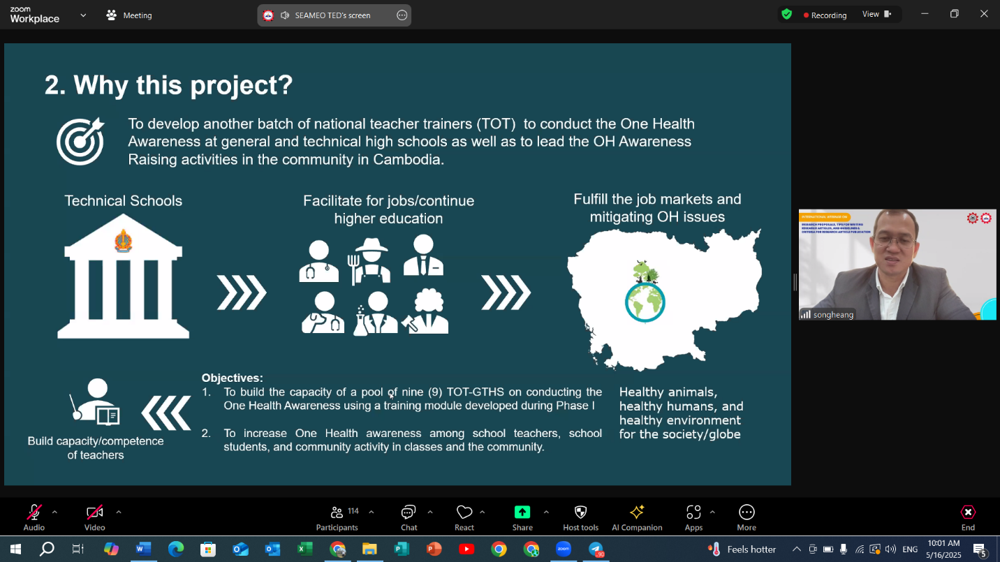 zoom
Workplace
Meeting
SEAMEO TED's screen
Recording
View
2. Why this project?
To develop another batch of national teacher trainers (TOT) to conduct the One Health
Awareness at general and technical high schools as well as to lead the OH Awareness
Raising activities in the community in Cambodia.
Technical Schools
Facilitate for jobs/continue
higher education
Fulfill the job markets and
mitigating OH issues
INTERNATIONAL WEBINAR ON
RESEARCH PROPOSALS, TIPS FOR WRITING
RESEARCH ARTICLES, AND GUIDELINES &
CRITERIA FOR RESEARCH ARTICLE PUBLICATION
songheang
Objectives:
1. To build the capacity of a pool of nine (9) TOT-GTHS on conducting the
One Health Awareness using a training module developed during Phase I
2. To increase One Health awareness among school teachers, school
students, and community activity in classes and the community.
Healthy animals,
healthy humans, and
healthy environment
for the society/globe
Build capacity/competence
of teachers
Audio
Video
114
Participants
Chat
React
Share
Host tools
AI Companion
Apps
More
End
zoom
90
Feels hotter
ENG
10:01 AM
5/16/2025
5